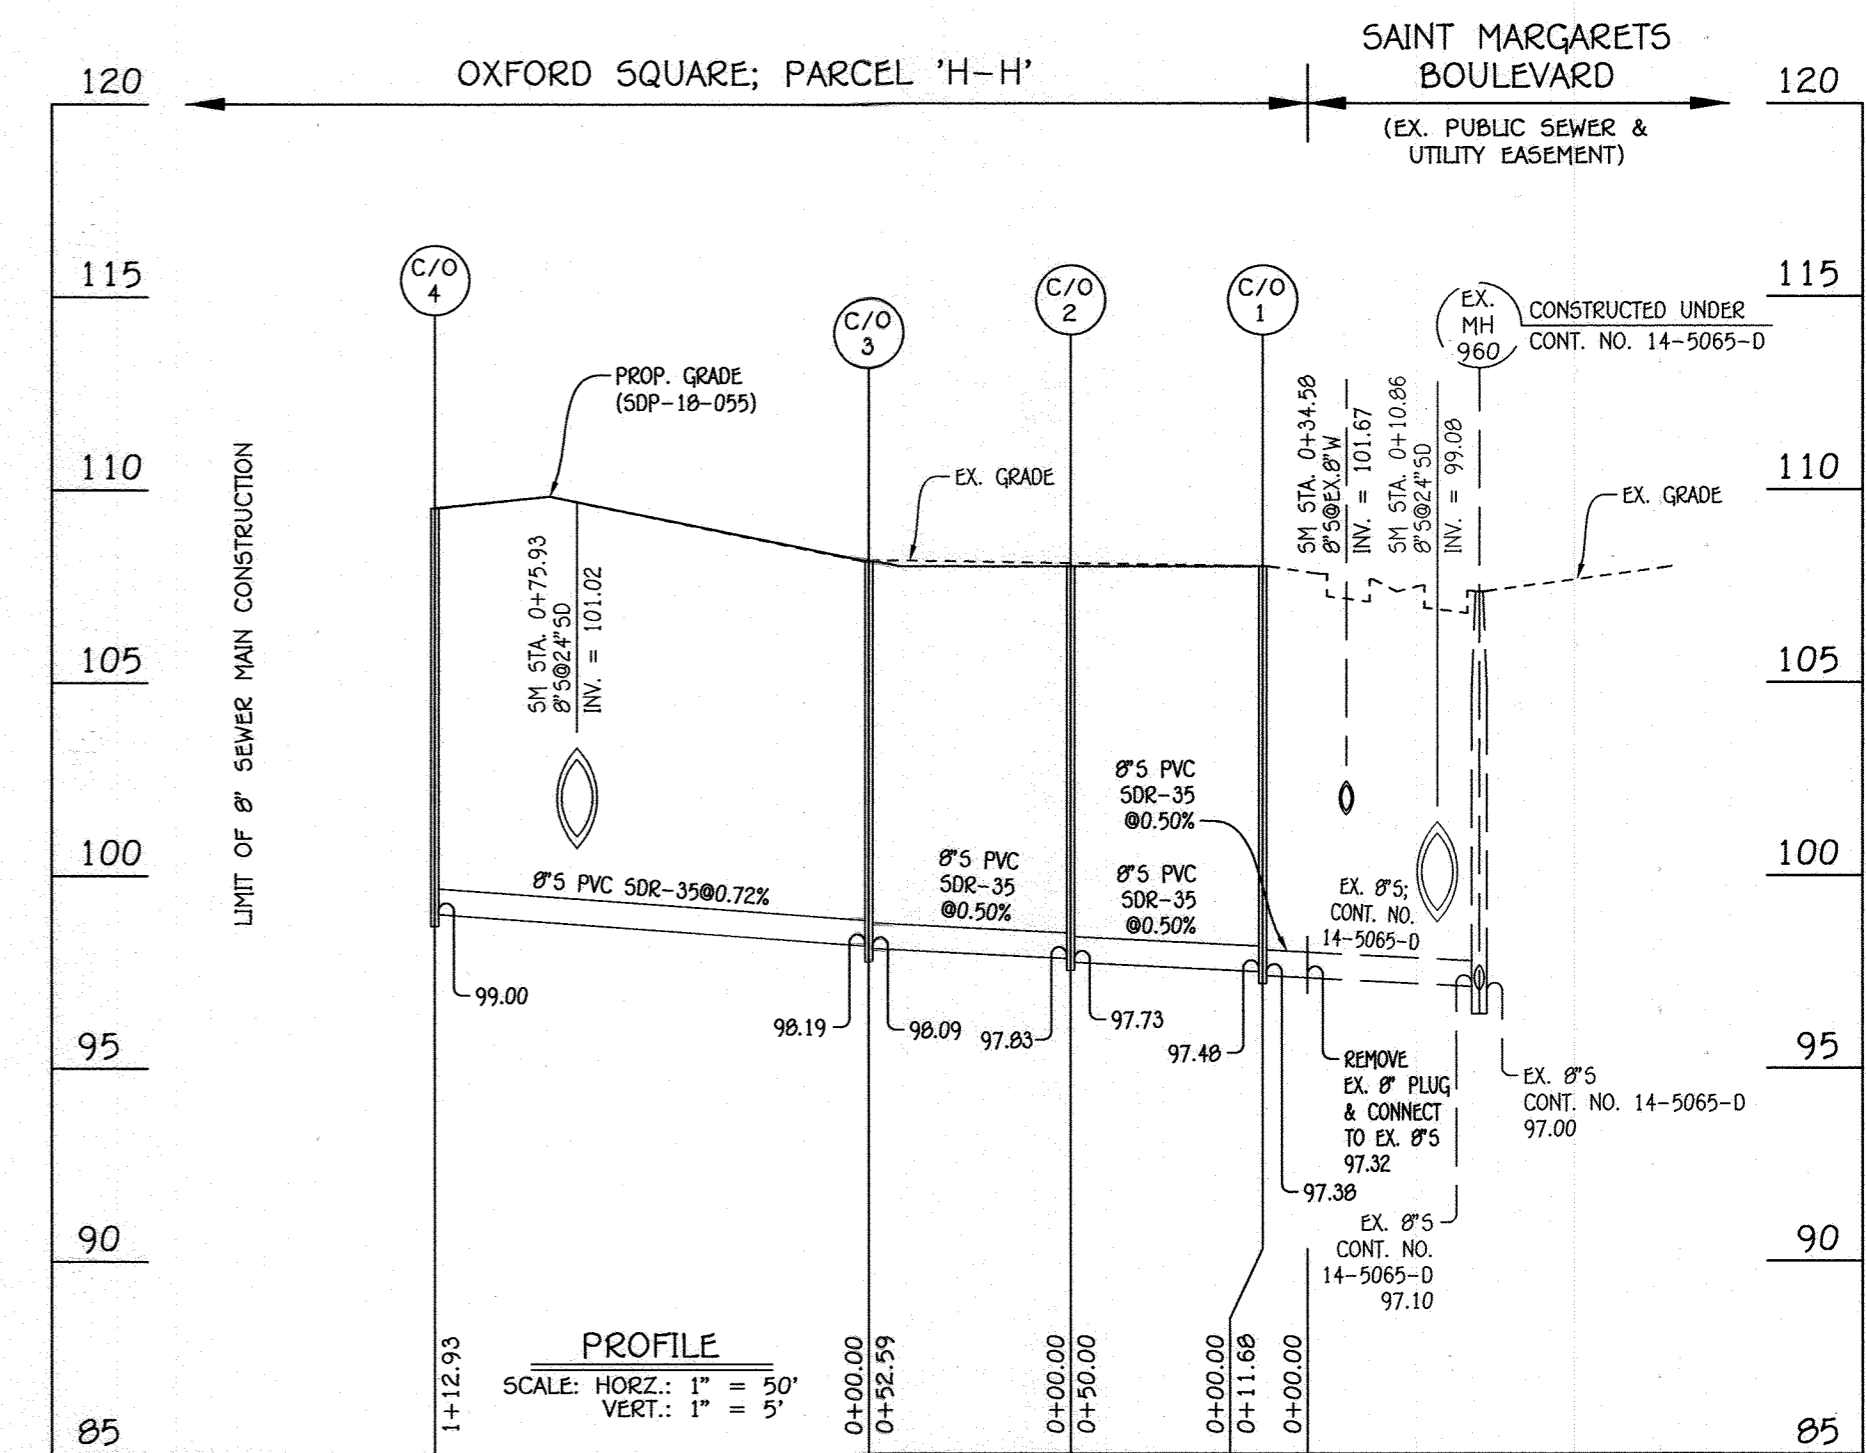 OXFORD SQUARE; PARCEL 'H-H'
SAINT MARGARETS
BOULEVARD
(EX. PUBLIC SEWER &
UTILITY EASEMENT)
120
120
115
115
110
110
105
105
100
100
95
95
90
90
85
85
C/O
4
C/O
3
C/O
2
C/O
1
EX.
MH
960
CONSTRUCTED UNDER
CONT. NO. 14-5065-D
PROP. GRADE
(SDP-18-055)
EX. GRADE
EX. GRADE
LIMIT OF 8" SEWER MAIN CONSTRUCTION
SM STA. 0+75.93
8"S@24"SD
INV. = 101.02
SM STA. 0+34.58
8"S@EX.8"W
INV. = 101.67
SM STA. 0+10.86
8"S@24"SD
INV. = 99.08
8"S PVC SDR-35@0.72%
8"S PVC
SDR-35
@0.50%
8"S PVC
SDR-35
@0.50%
8"S PVC
SDR-35
@0.50%
EX. 8"S;
CONT. NO.
14-5065-D
99.00
98.19
98.09
97.83
97.73
97.48
97.38
REMOVE
EX. 8" PLUG
& CONNECT
TO EX. 8"S
97.32
EX. 8"S
CONT. NO. 14-5065-D
97.00
EX. 8"S
CONT. NO.
14-5065-D
97.10
PROFILE
SCALE: HORZ.: 1" = 50'
VERT.: 1" = 5'
1+12.93
0+00.00
0+52.59
0+00.00
0+50.00
0+00.00
0+11.68
0+00.00